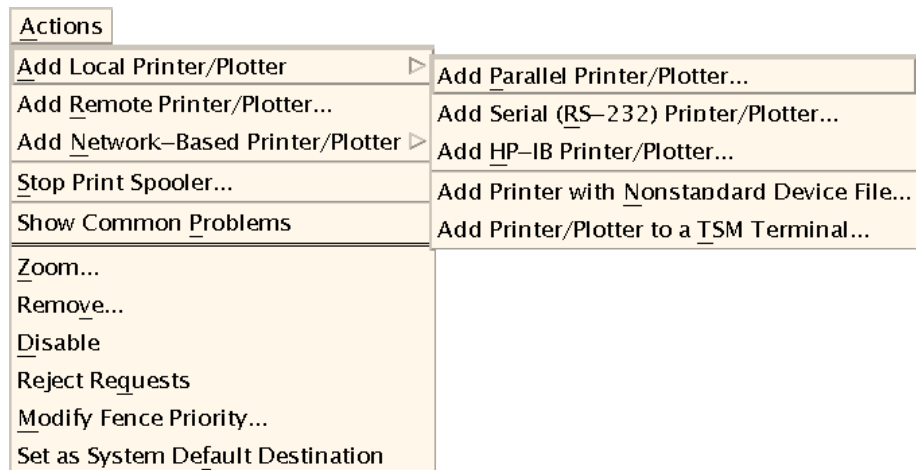 Actions
Add Local Printer/Plotter
Add Remote Printer/Plotter...
Add Network–Based Printer/Plotter
Stop Print Spooler...
Show Common Problems
Zoom...
Remove...
Disable
Reject Requests
Modify Fence Priority...
Set as System Default Destination
Add Parallel Printer/Plotter...
Add Serial (RS–232) Printer/Plotter...
Add HP–IB Printer/Plotter...
Add Printer with Nonstandard Device File...
Add Printer/Plotter to a TSM Terminal...